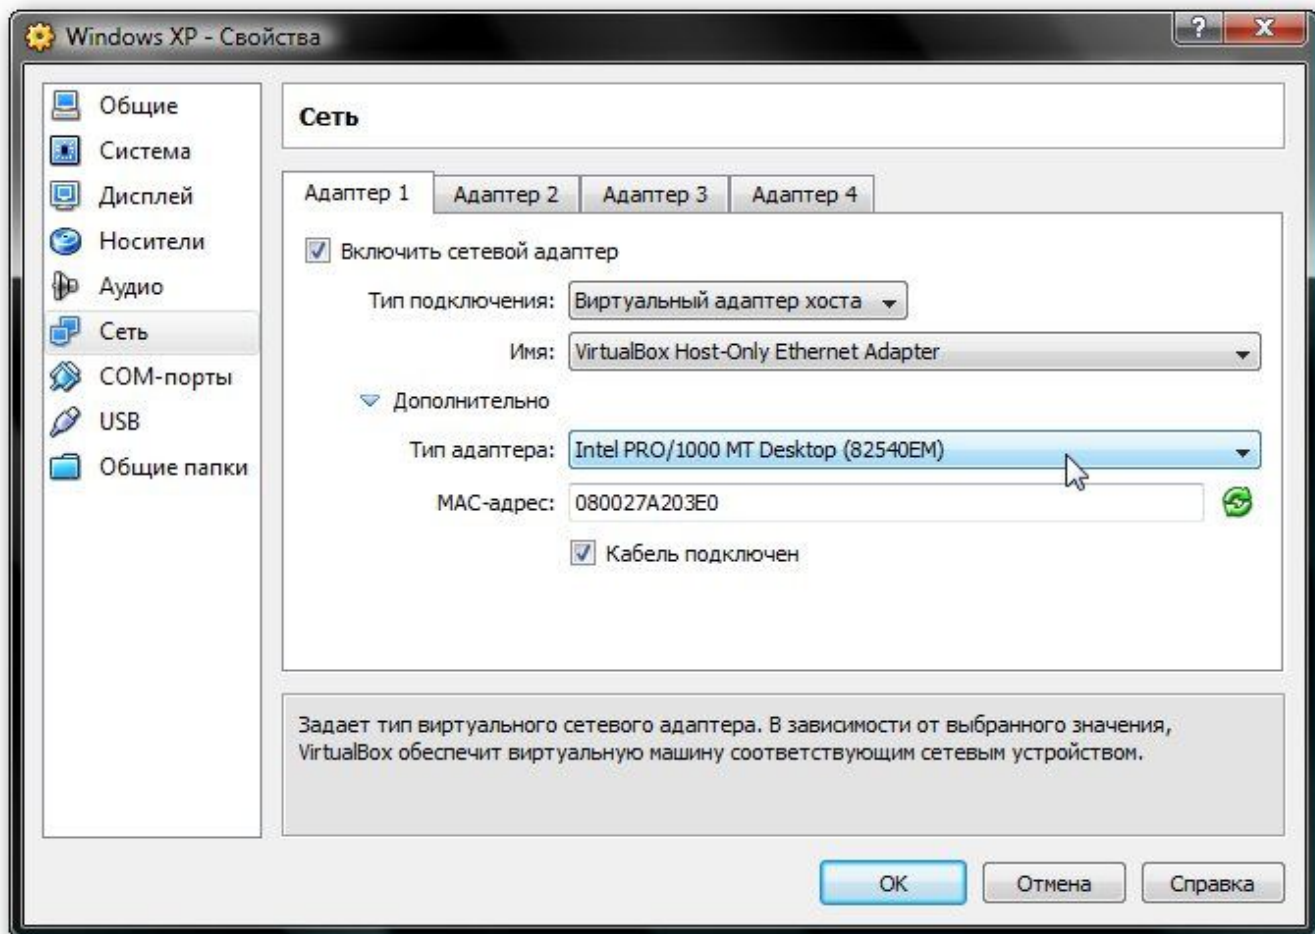 Windows XP - Свойства
Общие
Система
Дисплей
Носители
Аудио
Сеть
COM-порты
USB
Общие папки
Сеть
Адаптер 1 Адаптер 2 Адаптер 3 Адаптер 4
Включить сетевой адаптер
Тип подключения: Виртуальный адаптер хоста
Имя: VirtualBox Host-Only Ethernet Adapter
Дополнительно
Тип адаптера: Intel PRO/1000 MT Desktop (82540EM)
MAC-адрес: 080027A203E0
Кабель подключен
Задает тип виртуального сетевого адаптера. В зависимости от выбранного значения,
VirtualBox обеспечит виртуальную машину соответствующим сетевым устройством.
OK Отмена Справка